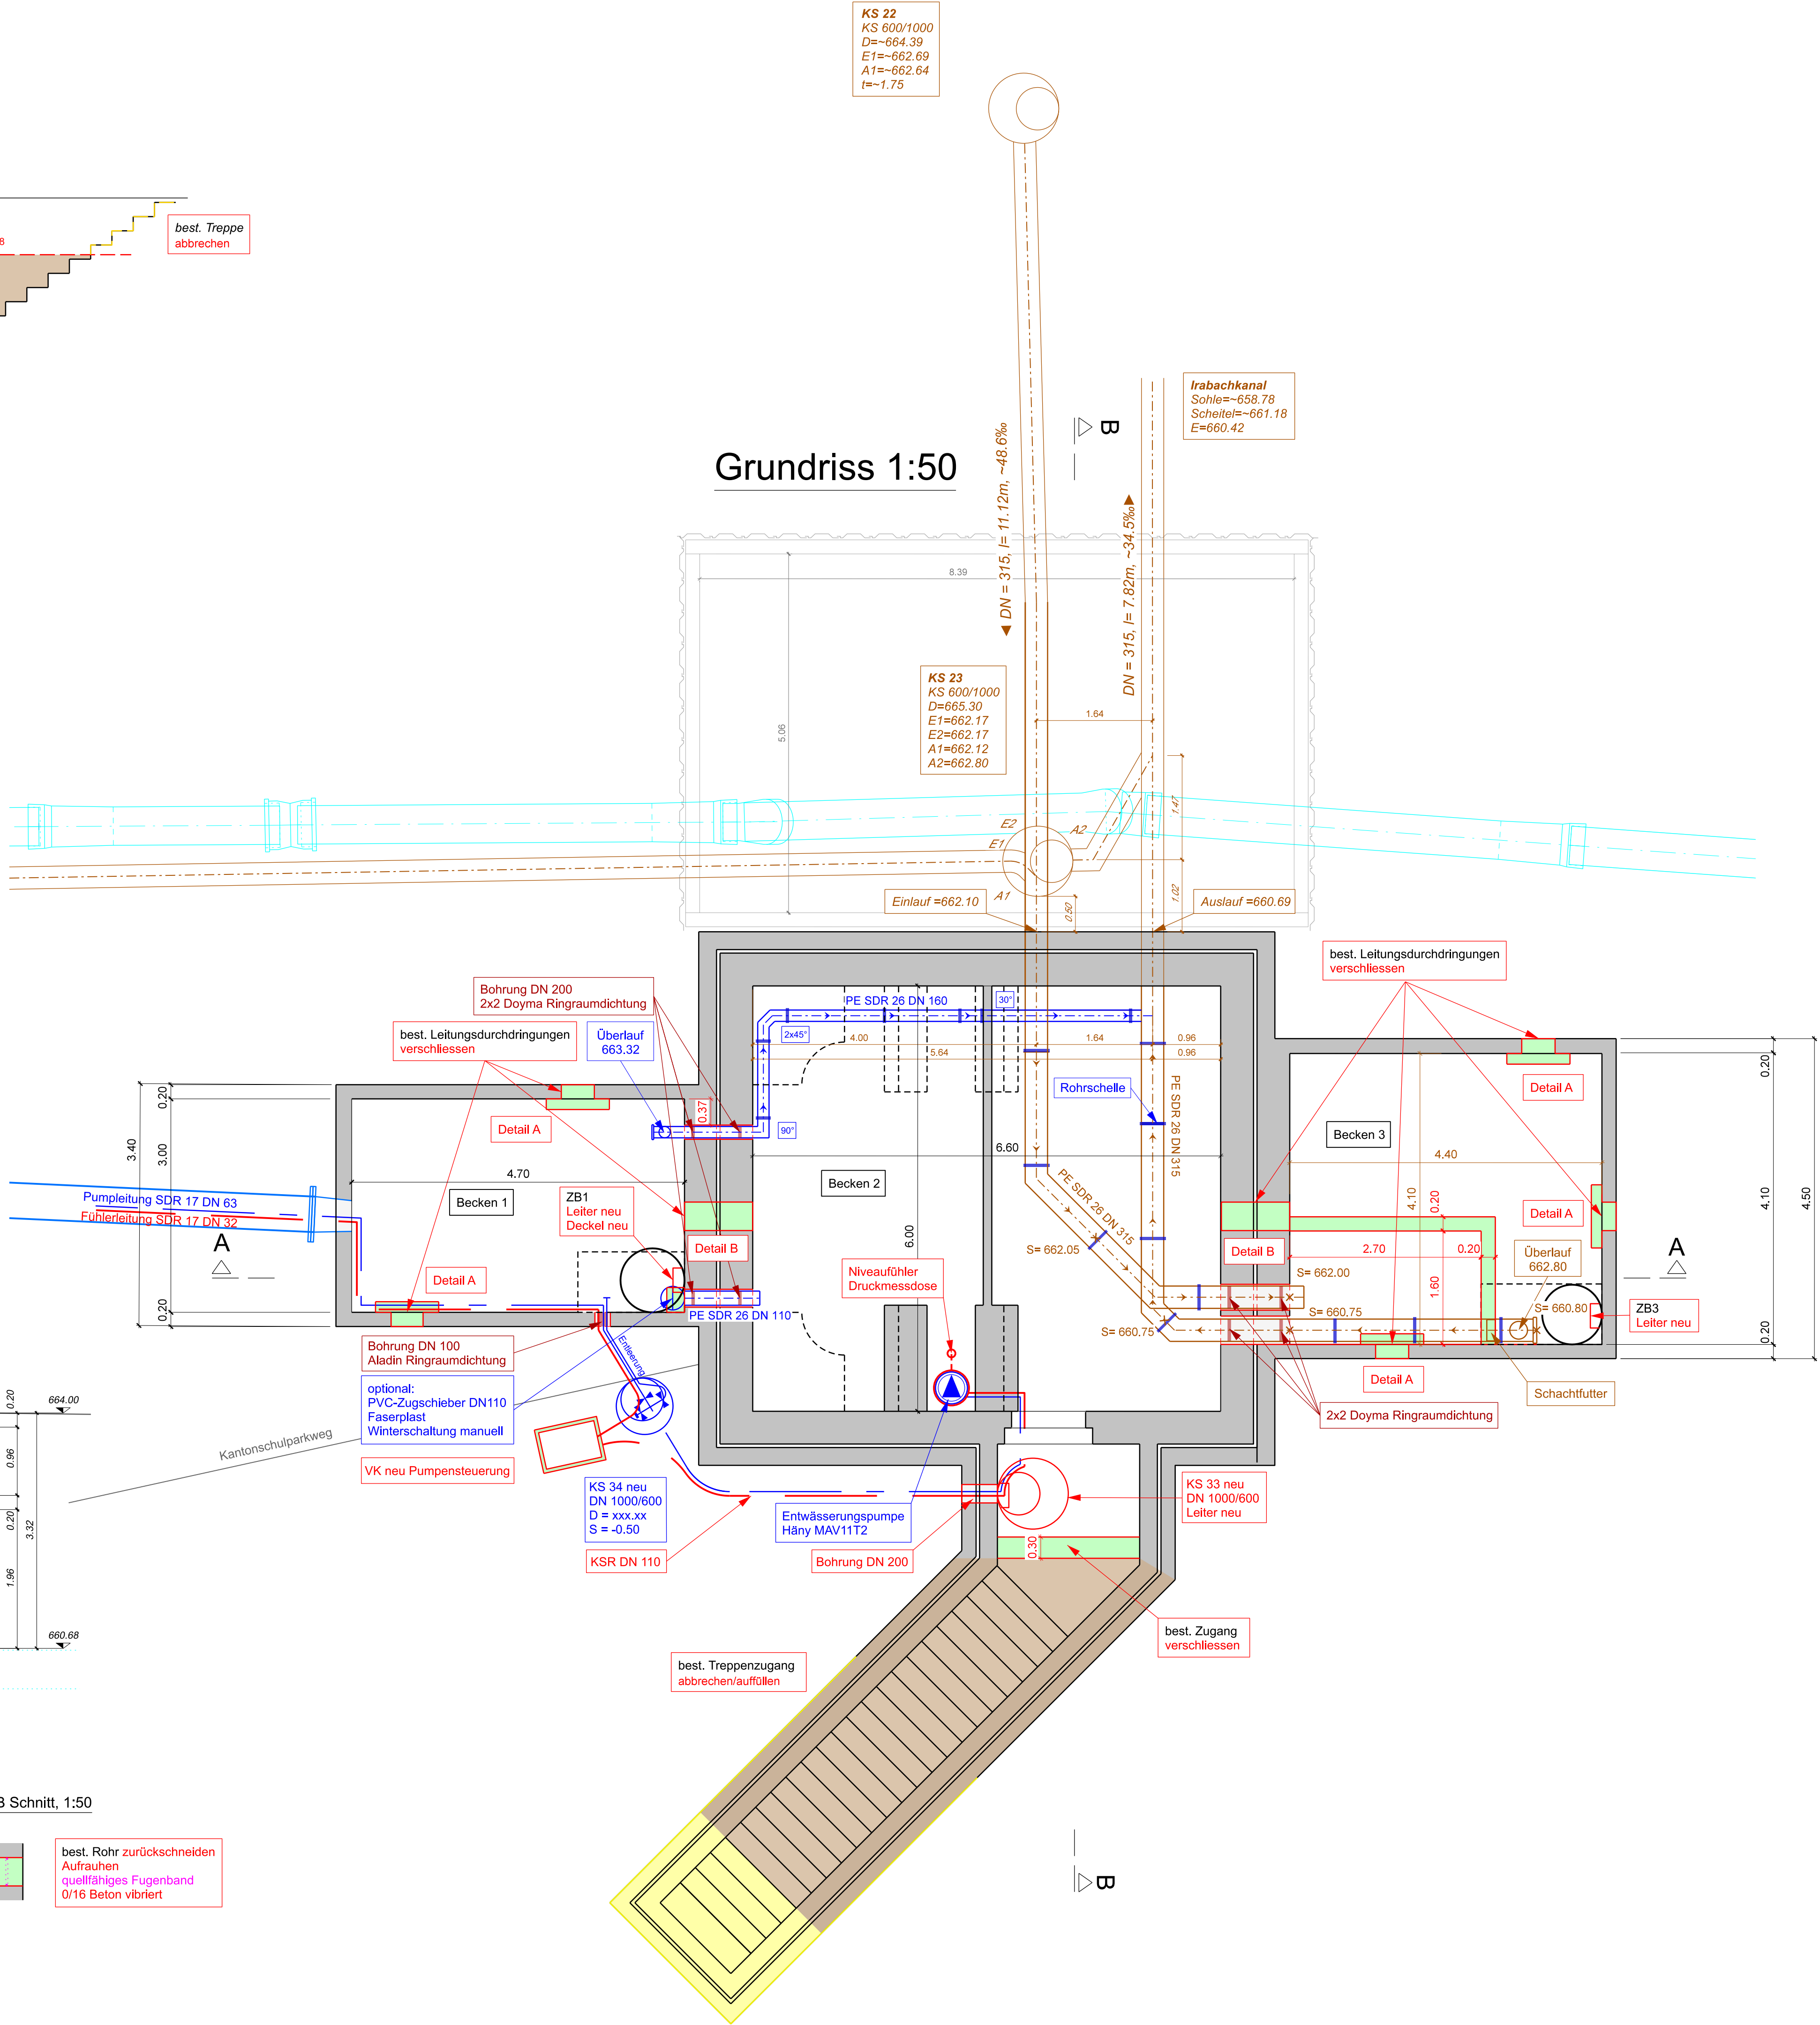 KS 22
KS 600/1000
D=~664.39
E1=~662.69
A1=~662.64
t=~1.75
best. Treppe
abbrechen
8
Irabachkanal
Sohle=~658.78
Scheitel=~661.18
E=660.42
B
Grundriss 1:50
◄ DN = 315, l= 11.12m, ~48.6‰
DN = 315, l= 7.82m, ~34.5‰ ►
8.39
5.06
KS 23
KS 600/1000
D=665.30
E1=662.17
E2=662.17
A1=662.12
A2=662.80
1.64
1.47
1.02
E2
E1
A2
A1
0.50
Einlauf =662.10
Auslauf =660.69
best. Leitungsdurchdringungen
verschliessen
Bohrung DN 200
2x2 Doyma Ringraumdichtung
best. Leitungsdurchdringungen
verschliessen
Überlauf
663.32
PE SDR 26 DN 160
30°
2x45°
4.00
1.64
0.96
5.64
0.96
Rohrschelle
PE SDR 26 DN 315
0.37
90°
Detail A
Detail A
Becken 3
6.60
4.40
4.70
Becken 1
Becken 2
ZB1
Leiter neu
Deckel neu
3.40
0.20
3.00
0.20
Pumpleitung SDR 17 DN 63
Fühlerleitung SDR 17 DN 32
A
PE SDR 26 DN 315
4.10
0.20
Detail A
0.20
4.10
4.50
0.20
6.00
S= 662.05
Detail B
Detail B
2.70
0.20
1.60
Überlauf
662.80
A
Detail A
Niveaufühler
Druckmessdose
S= 662.00
S= 660.75
S= 660.80
ZB3
Leiter neu
S= 660.75
PE SDR 26 DN 110
Bohrung DN 100
Aladin Ringraumdichtung
Entleerung
optional:
PVC-Zugschieber DN110
Faserplast
Winterschaltung manuell
Detail A
Schachtfutter
2x2 Doyma Ringraumdichtung
0.20
664.00
0.96
0.20
3.32
1.96
660.68
Kantonschulparkweg
VK neu Pumpensteuerung
KS 34 neu
DN 1000/600
D = xxx.xx
S = -0.50
KSR DN 110
Entwässerungspumpe
Häny MAV11T2
Bohrung DN 200
0.30
KS 33 neu
DN 1000/600
Leiter neu
best. Zugang
verschliessen
best. Treppenzugang
abbrechen/auffüllen
B Schnitt, 1:50
best. Rohr zurückschneiden
Aufrauhen
quellfähiges Fugenband
0/16 Beton vibriert
B